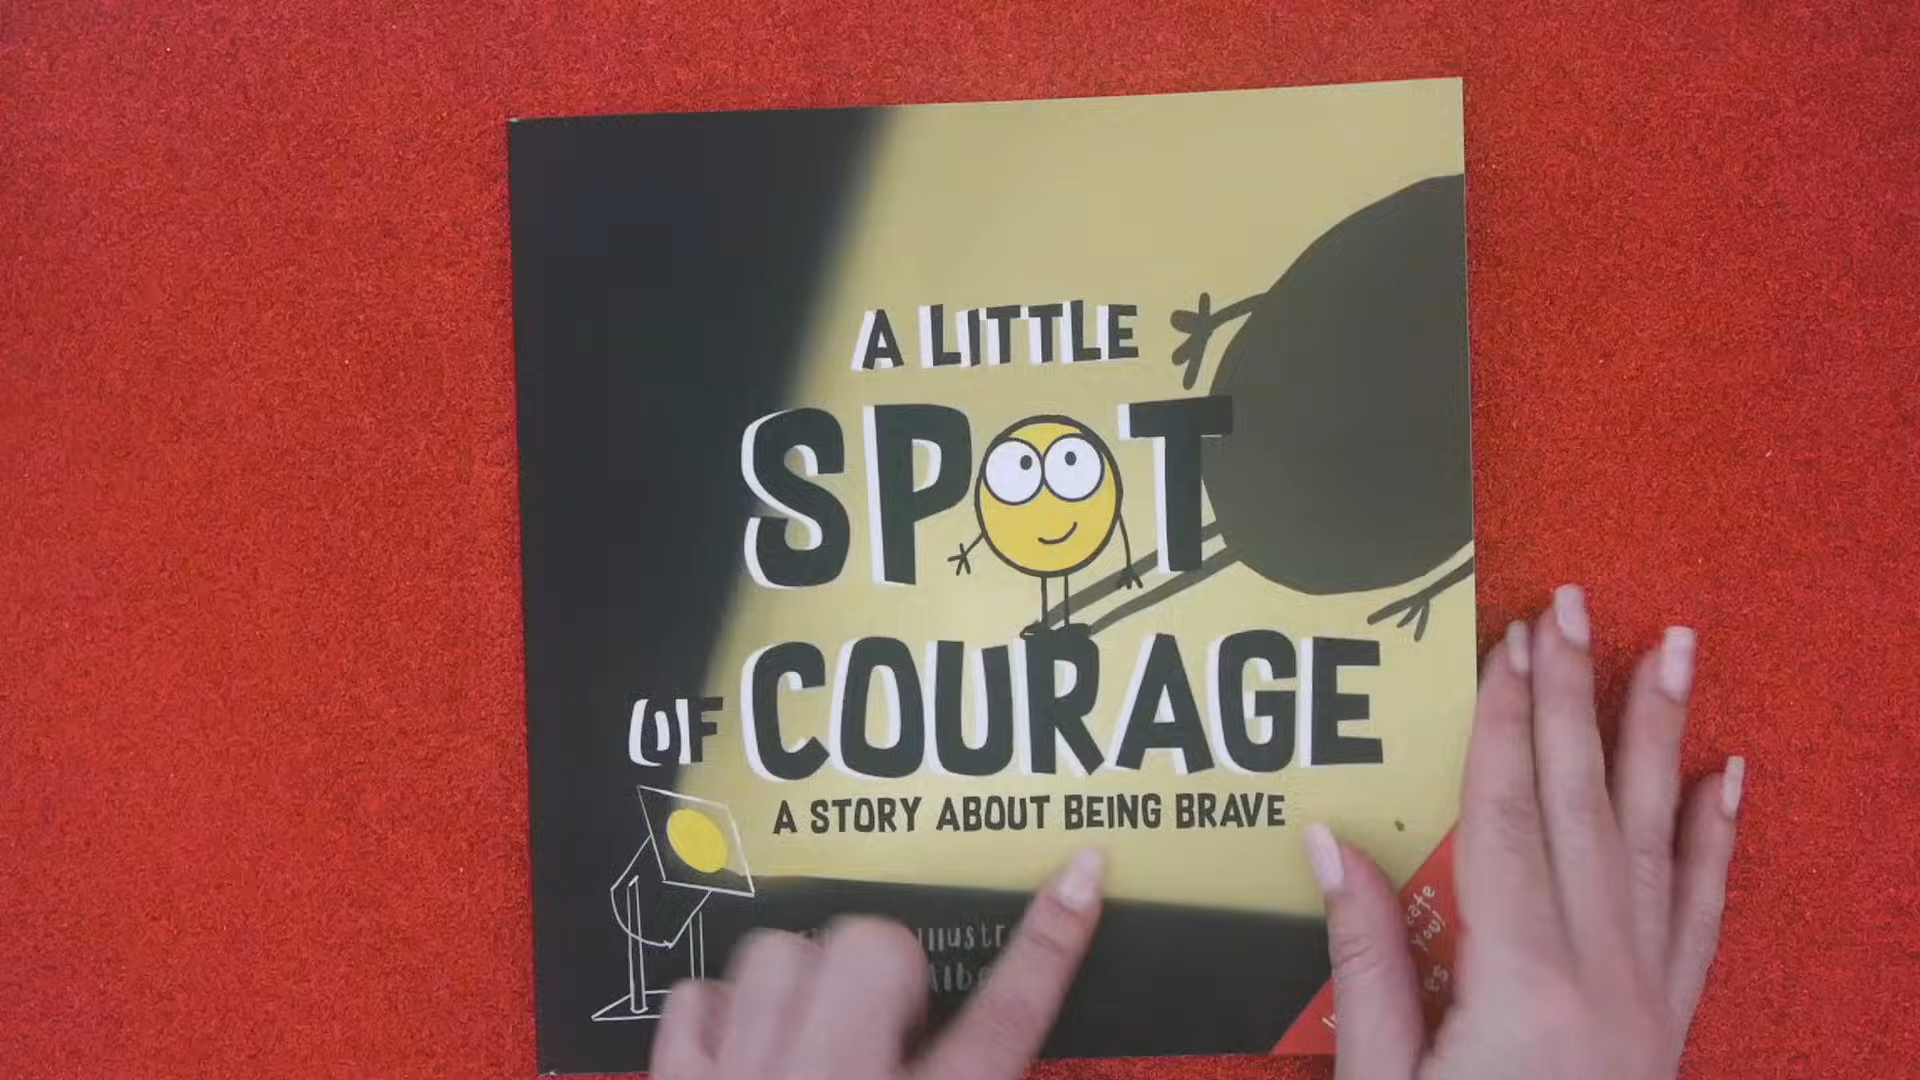 A LITTLE
SPOT
OF COURAGE
A STORY ABOUT BEING BRAVE